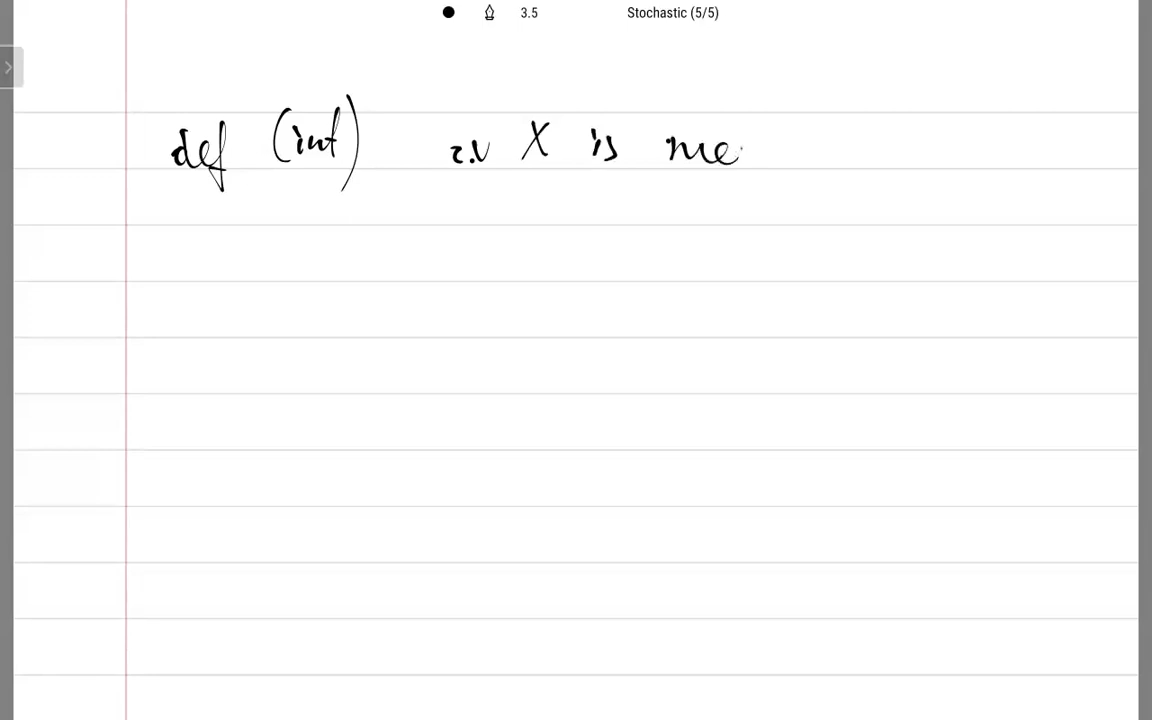 3.5 Stochastic (5/5)
def (int) r.v X is me